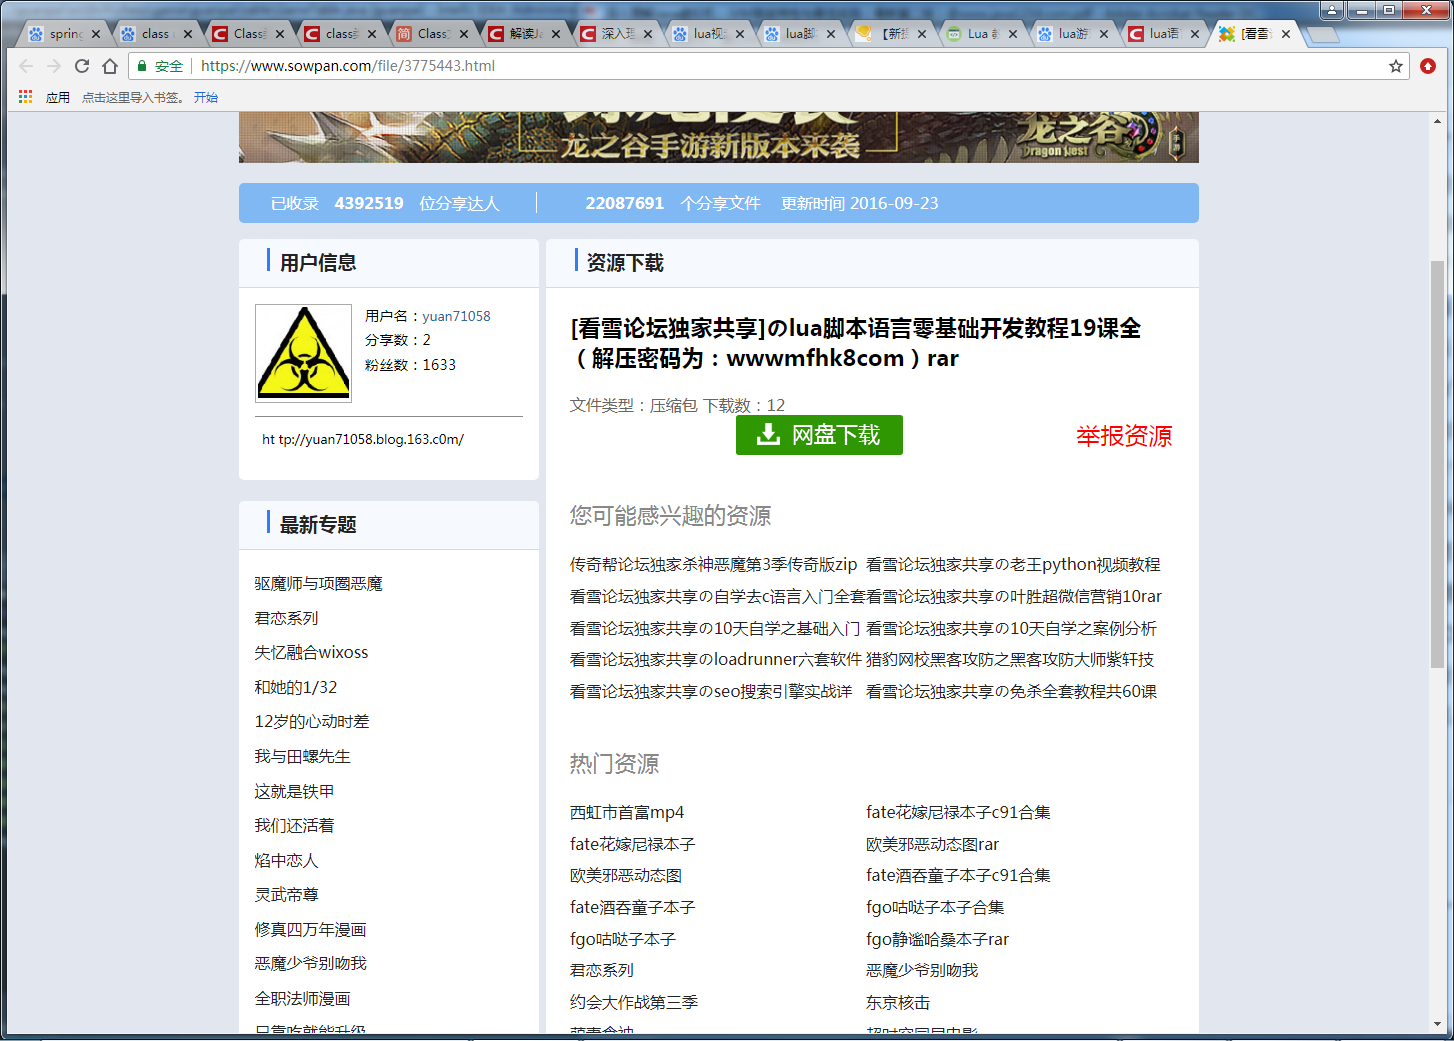 spring
class
Class
class
Class
解读Ja
深入理
lua视
lua脚
【新扌
Lua
lua游
lua语
[看雪
安全
https://www.sowpan.com/file/3775443.html
应用 点击这里导入书签。 开始
龙之谷手游新版本来袭
龙之谷
Dragon Nest
手游
已收录 4392519 位分享达人 22087691 个分享文件 更新时间 2016-09-23
用户信息
用户名：yuan71058
分享数：2
粉丝数：1633
ht tp://yuan71058.blog.163.c0m/
最新专题
驱魔师与项圈恶魔
君恋系列
失忆融合wixoss
和她的1/32
12岁的心动时差
我与田螺先生
这就是铁甲
我们还活着
焰中恋人
灵武帝尊
修真四万年漫画
恶魔少爷别吻我
全职法师漫画
只靠吃就能升级
资源下载
[看雪论坛独家共享]のlua脚本语言零基础开发教程19课全
（解压密码为：wwwmfhk8com）rar
文件类型：压缩包 下载数：12
网盘下载
举报资源
您可能感兴趣的资源
传奇帮论坛独家杀神恶魔第3季传奇版zip 看雪论坛独家共享の老王python视频教程
看雪论坛独家共享の自学去c语言入门全套 看雪论坛独家共享の叶胜超微信营销10rar
看雪论坛独家共享の10天自学之基础入门 看雪论坛独家共享の10天自学之案例分析
看雪论坛独家共享のloadrunner六套软件 猎豹网校黑客攻防之黑客攻防大师紫轩技
看雪论坛独家共享のseo搜索引擎实战详 看雪论坛独家共享の免杀全套教程共60课
热门资源
西虹市首富mp4 fate花嫁尼禄本子c91合集
fate花嫁尼禄本子 欧美邪恶动态图rar
欧美邪恶动态图 fate酒吞童子本子c91合集
fate酒吞童子本子 fgo咕哒子本子合集
fgo咕哒子本子 fgo静谧哈桑本子rar
君恋系列 恶魔少爷别吻我
约会大作战第三季 东京核击